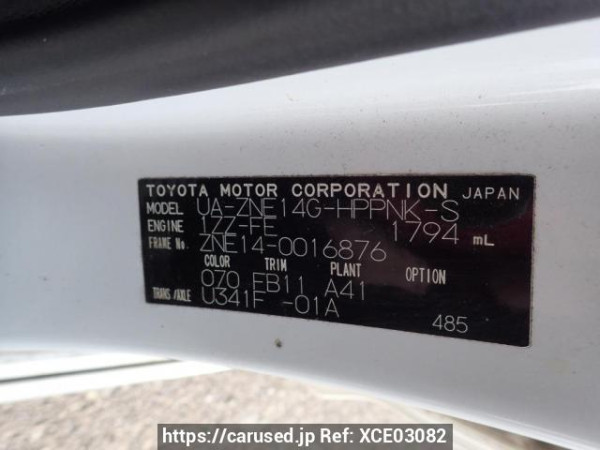 TOYOTA MOTOR CORPORATION JAPAN
MODEL UA-ZNE14G-HPPNK-S
ENGINE 1ZZ-FE 1794 mL
FRAME No. ZNE14-0016876
COLOR TRIM PLANT OPTION
070 FB11 A41
TRANS/AXLE U341F -01A
485
https://carused.jp Ref: XCE03082